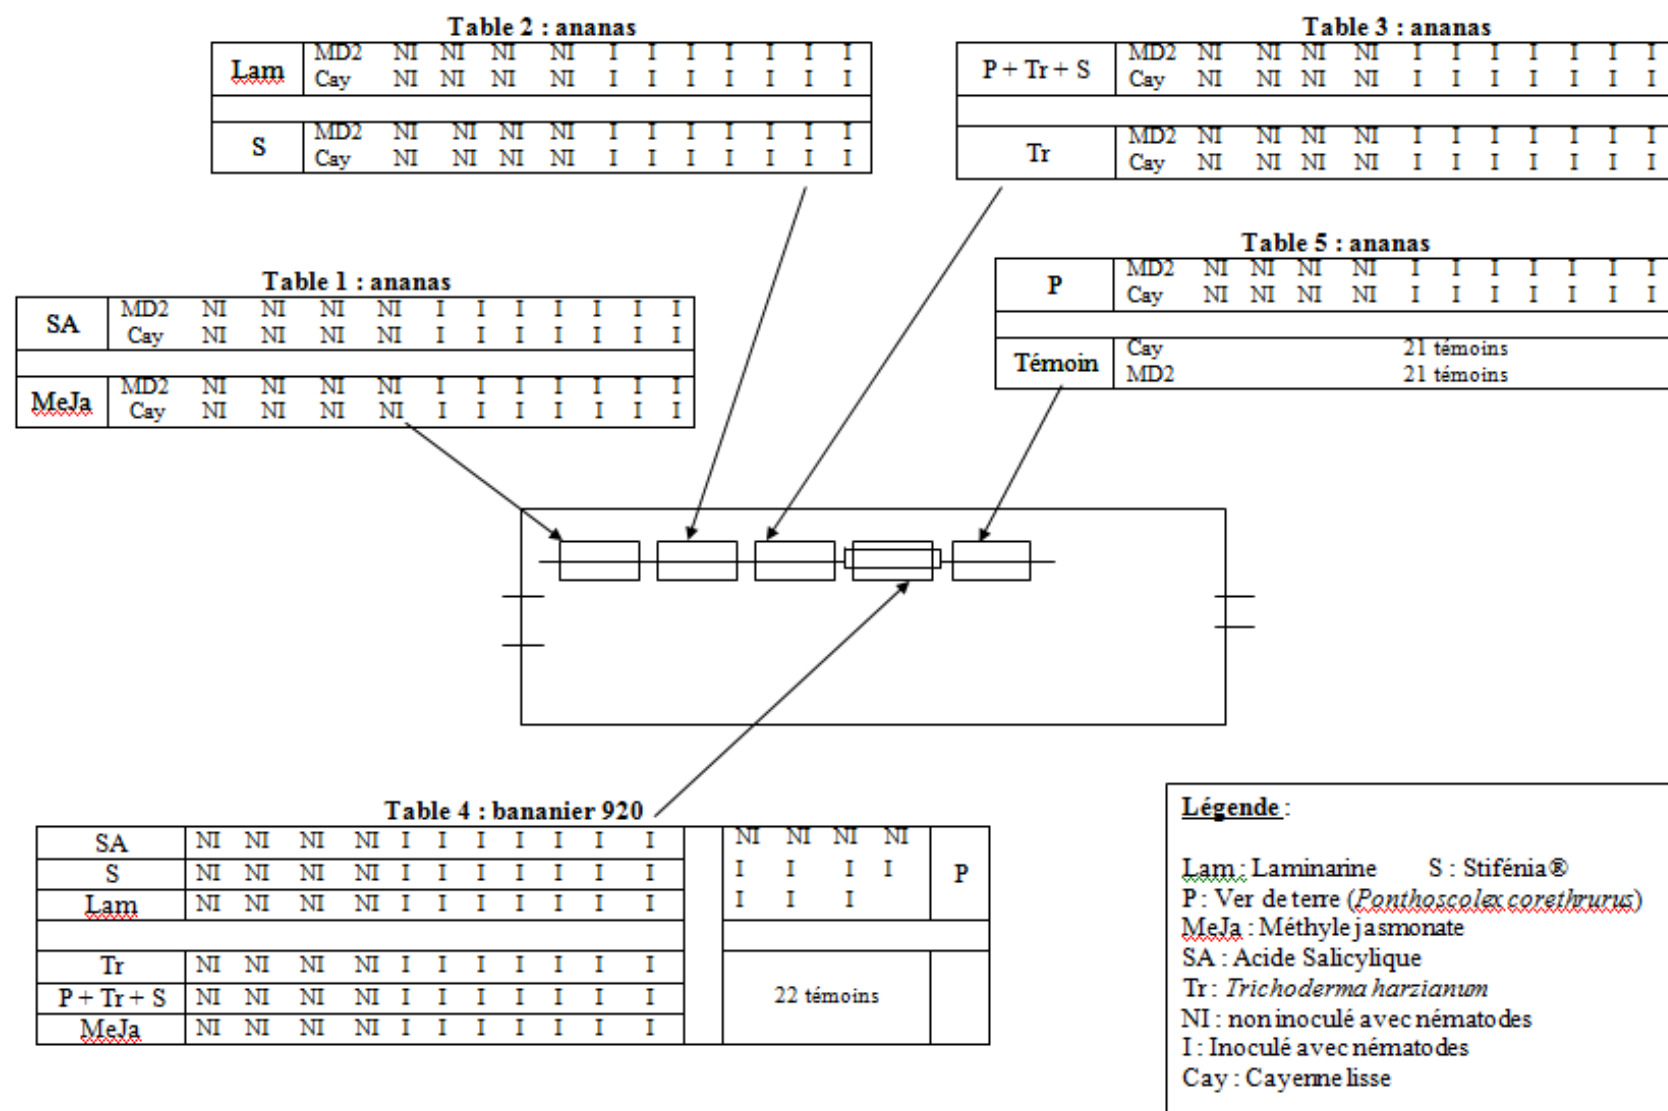 Table 2 : ananas
Lam MD2 NI NI NI NI I I I I I I I
Cay NI NI NI NI I I I I I I I
S MD2 NI NI NI NI I I I I I I I
Cay NI NI NI NI I I I I I I I
Table 3 : ananas
P + Tr + S MD2 NI NI NI NI I I I I I I I
Cay NI NI NI NI I I I I I I I
Tr MD2 NI NI NI NI I I I I I I I
Cay NI NI NI NI I I I I I I I
Table 1 : ananas
SA MD2 NI NI NI NI I I I I I I I
Cay NI NI NI NI I I I I I I I
MeJa MD2 NI NI NI NI I I I I I I I
Cay NI NI NI NI I I I I I I I
Table 5 : ananas
P MD2 NI NI NI NI I I I I I I I
Cay NI NI NI NI I I I I I I I
Témoin Cay 21 témoins
MD2 21 témoins
Table 4 : bananier 920
SA NI NI NI NI I I I I I I I
S NI NI NI NI I I I I I I I
Lam NI NI NI NI I I I I I I I
Tr NI NI NI NI I I I I I I I
P + Tr + S NI NI NI NI I I I I I I I
MeJa NI NI NI NI I I I I I I I
NI NI NI NI
I I I I P
I I I
22 témoins
Légende :
Lam : Laminarine S : Stifénia®
P : Ver de terre (Ponthoscolex corethrurus)
MeJa : Méthyle jasmonate
SA : Acide Salicylique
Tr : Trichoderma harzianum
NI : non inoculé avec nématodes
I : Inoculé avec nématodes
Cay : Cayenne lisse